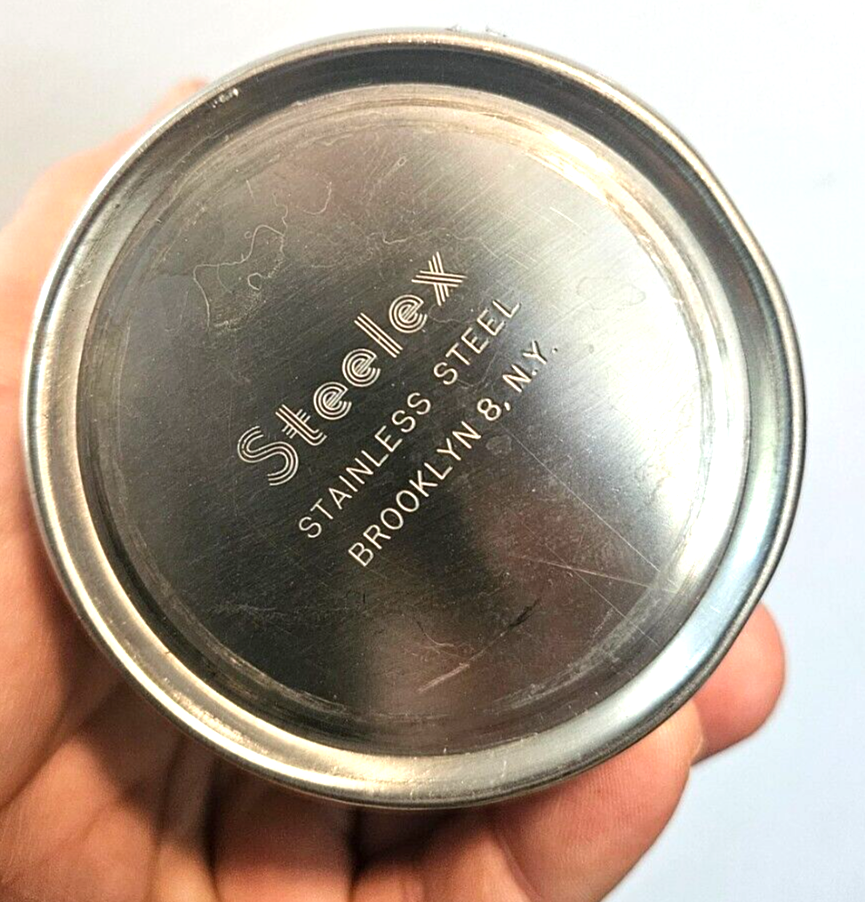 Steelex
STAINLESS STEEL
BROOKLYN 8, N.Y.